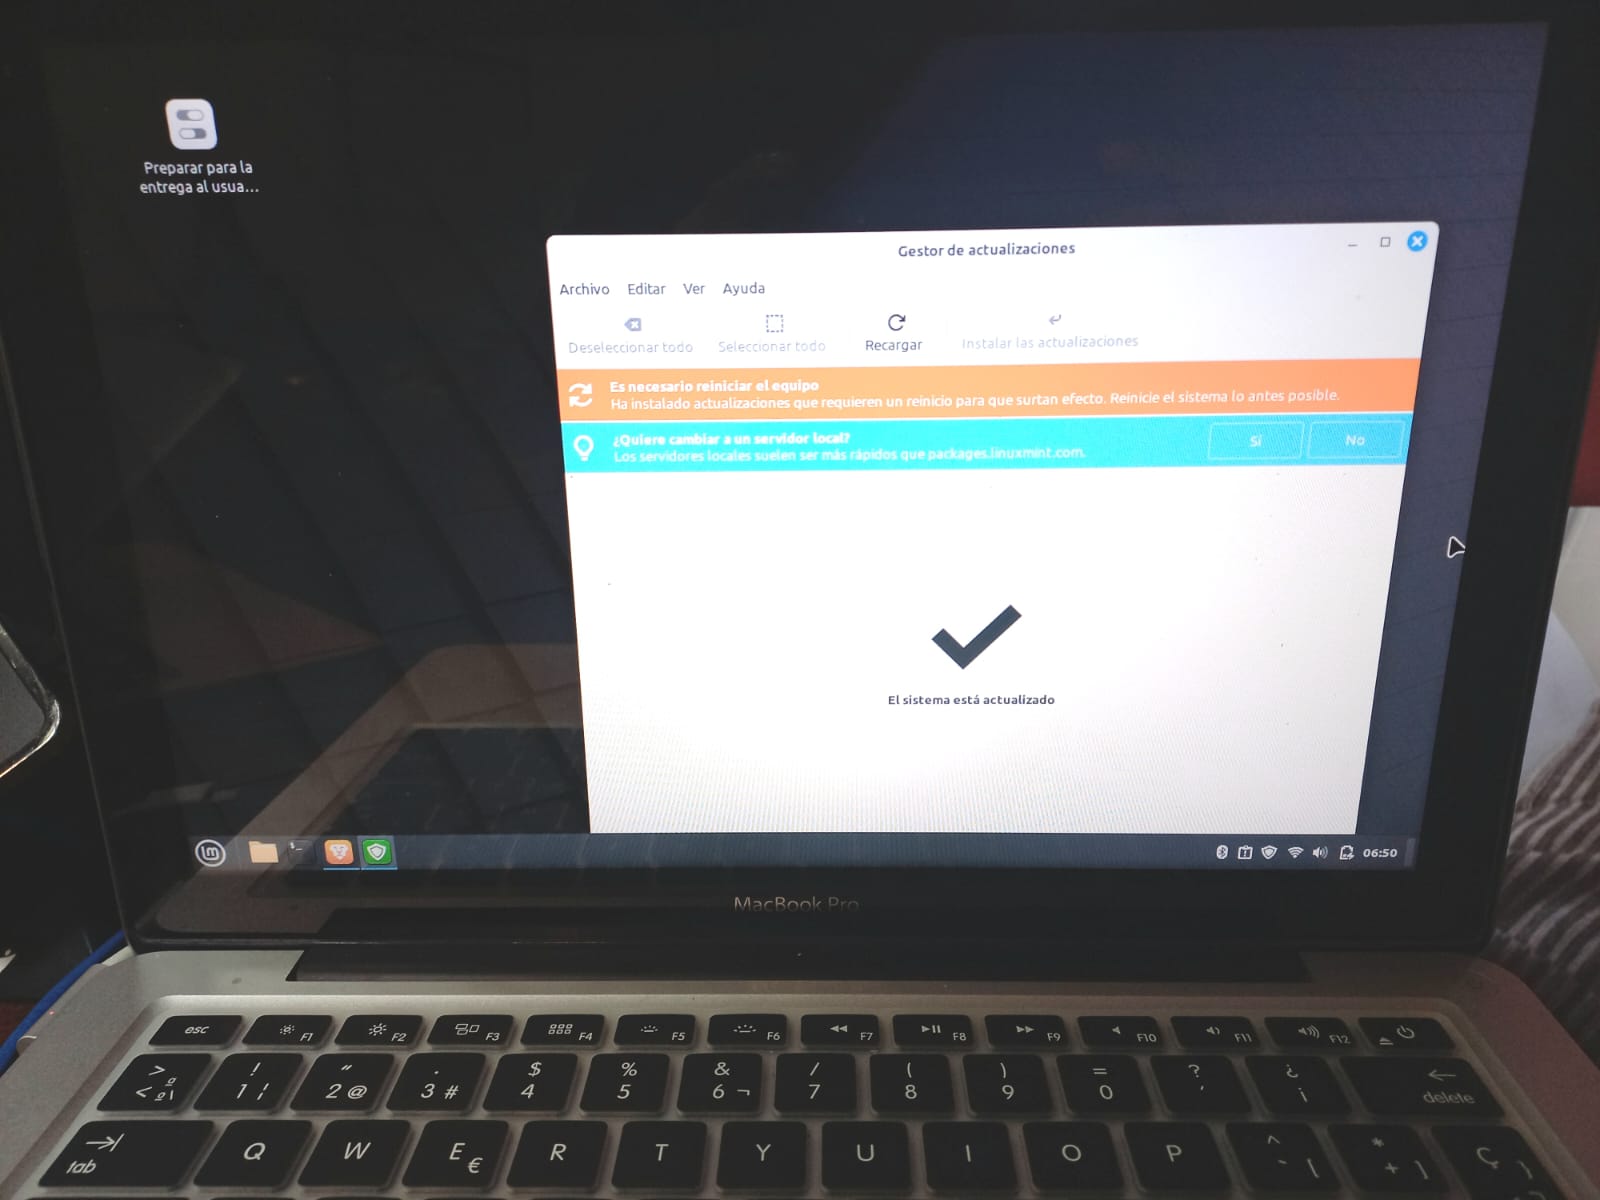 Preparar para la
entrega al usua...
Gestor de actualizaciones
Archivo Editar Ver Ayuda
Deseleccionar todo Seleccionar todo Recargar Instalar las actualizaciones
Es necesario reiniciar el equipo
Ha instalado actualizaciones que requieren un reinicio para que surtan efecto. Reinicie el sistema lo antes posible.
¿Quiere cambiar a un servidor local?
Los servidores locales suelen ser más rápidos que packages.linuxmint.com.
Sí No
El sistema está actualizado
06:50
MacBook Pro
esc F1 F2 F3 F4 F5 F6 F7 F8 F9 F10 F11 F12
> ! " · $ % & / ( ) = ? ¿
< º ª \ 1 ¦ 2 @ 3 # 4 5 6 ¬ 7 8 9 0 ' ¡ delete
tab Q W E € R T Y U I O P ^ ` [ * + ] Ç }